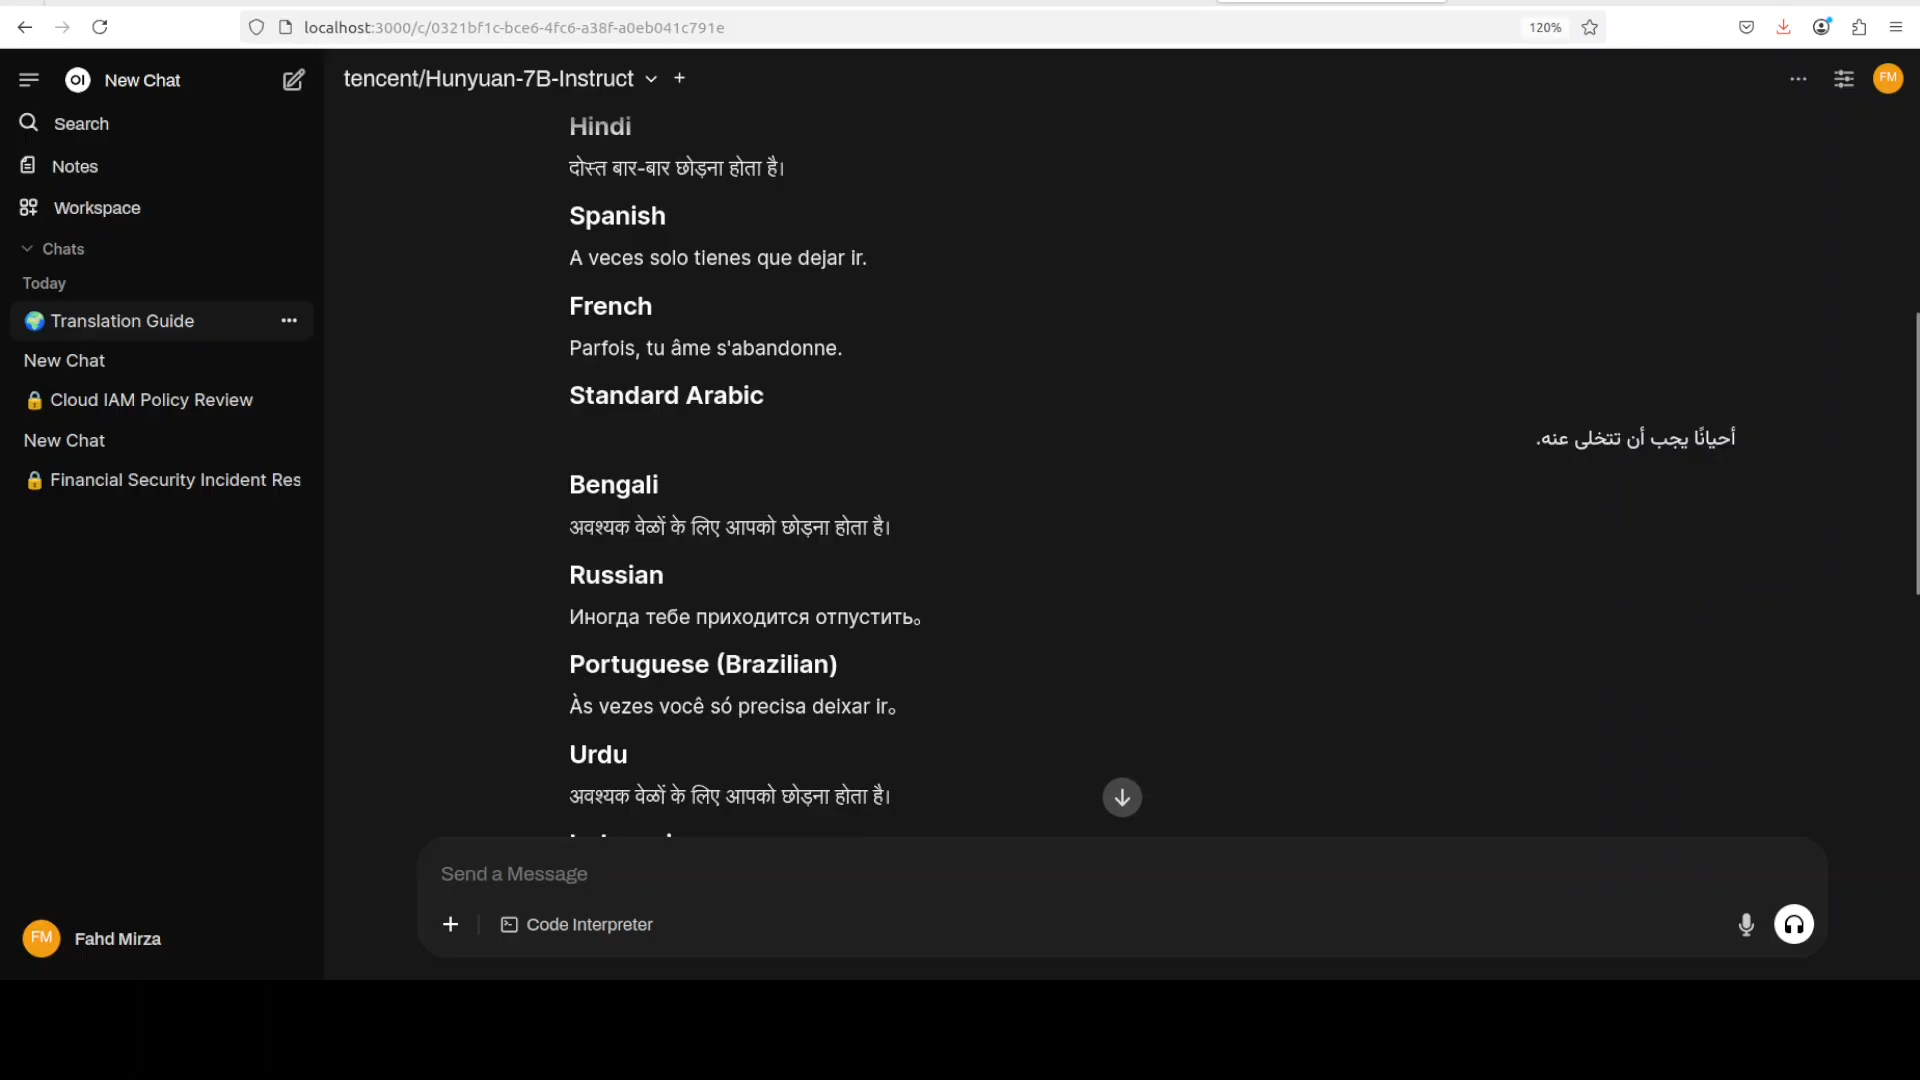 localhost:3000/c/0321bf1c-bce6-4fc6-a38f-a0eb041c791e
120%
OI New Chat
Search
Notes
Workspace
Chats
Today
🌍 Translation Guide
New Chat
🔒 Cloud IAM Policy Review
New Chat
🔒 Financial Security Incident Res
FM Fahd Mirza
tencent/Hunyuan-7B-Instruct
FM
Hindi
दोस्त बार-बार छोड़ना होता है।
Spanish
A veces solo tienes que dejar ir.
French
Parfois, tu âme s'abandonne.
Standard Arabic
أحيانًا يجب أن تتخلى عنه.
Bengali
अवश्यक वेळों के लिए आपको छोड़ना होता है।
Russian
Иногда тебе приходится отпустить。
Portuguese (Brazilian)
Às vezes você só precisa deixar ir。
Urdu
अवश्यक वेळों के लिए आपको छोड़ना होता है।
Send a Message
Code Interpreter